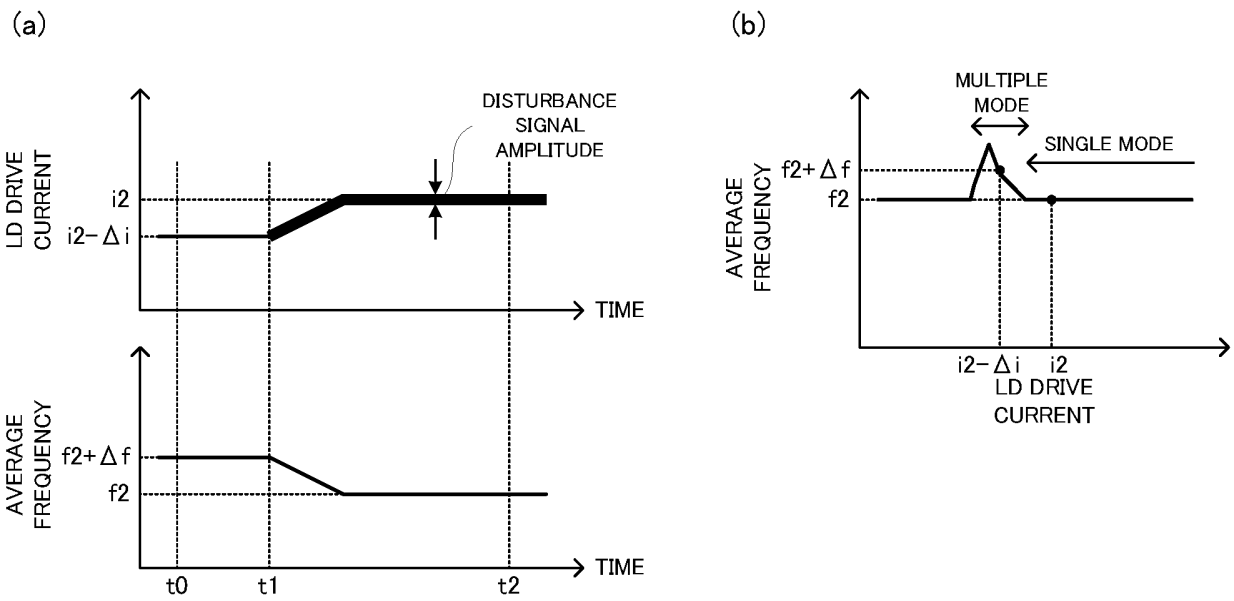 (a)
DISTURBANCE
SIGNAL
AMPLITUDE
LD DRIVE
CURRENT
i2
i2−Δi
TIME
AVERAGE
FREQUENCY
f2+Δf
f2
t0
t1
t2
TIME
(b)
MULTIPLE
MODE
SINGLE MODE
AVERAGE
FREQUENCY
f2+Δf
f2
i2−Δi
i2
LD DRIVE
CURRENT